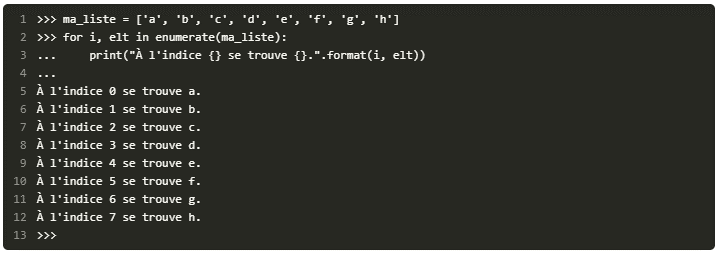 1 >>> ma_liste = ['a', 'b', 'c', 'd', 'e', 'f', 'g', 'h']
2 >>> for i, elt in enumerate(ma_liste):
3 ...     print("À l'indice {} se trouve {}.".format(i, elt))
4 ...
5 À l'indice 0 se trouve a.
6 À l'indice 1 se trouve b.
7 À l'indice 2 se trouve c.
8 À l'indice 3 se trouve d.
9 À l'indice 4 se trouve e.
10 À l'indice 5 se trouve f.
11 À l'indice 6 se trouve g.
12 À l'indice 7 se trouve h.
13 >>>